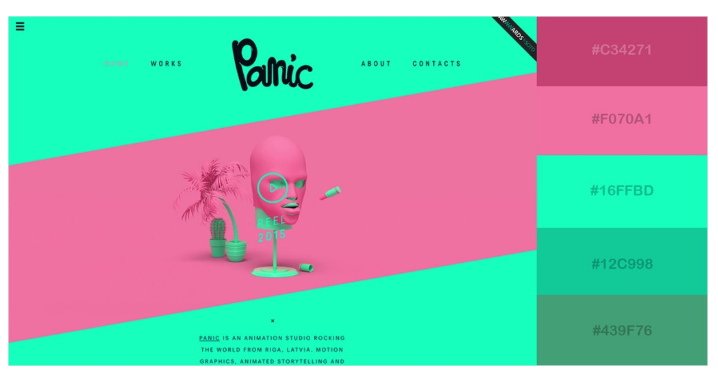 HOME
WORKS
Panic
ABOUT
CONTACTS
REEL
2015
×
PANIC IS AN ANIMATION STUDIO ROCKING
THE WORLD FROM RIGA, LATVIA. MOTION
GRAPHICS, ANIMATED STORYTELLING AND
#C34271
#F070A1
#16FFBD
#12C998
#439F76